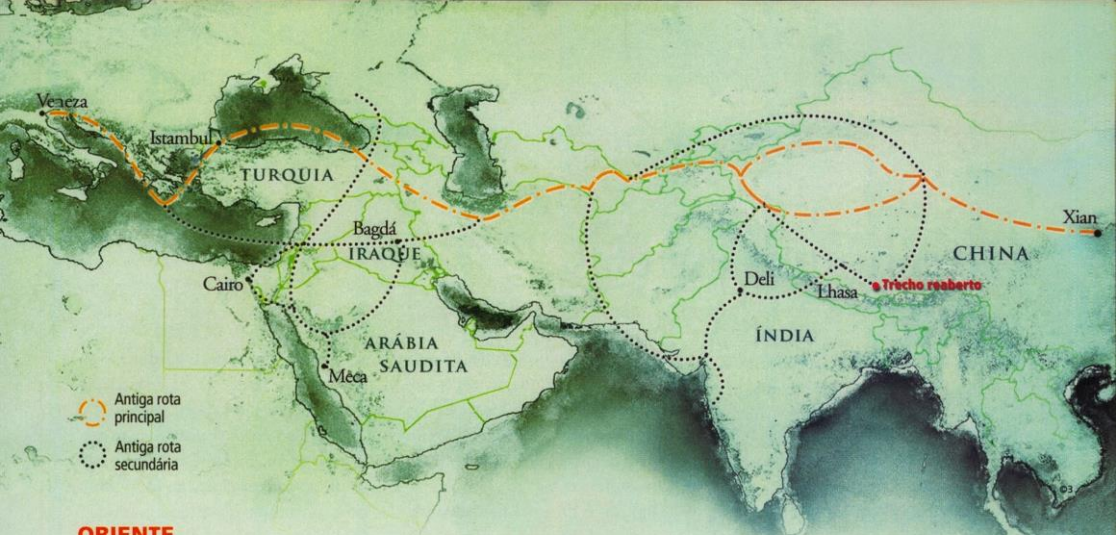 Veneza
Istambul
TURQUIA
Bagdá
IRAQUE
Cairo
ARÁBIA
SAUDITA
Meca
Xian
CHINA
Deli
Lhasa
Trecho reaberto
ÍNDIA
Antiga rota
principal
Antiga rota
secundária
©3
ORIENTE